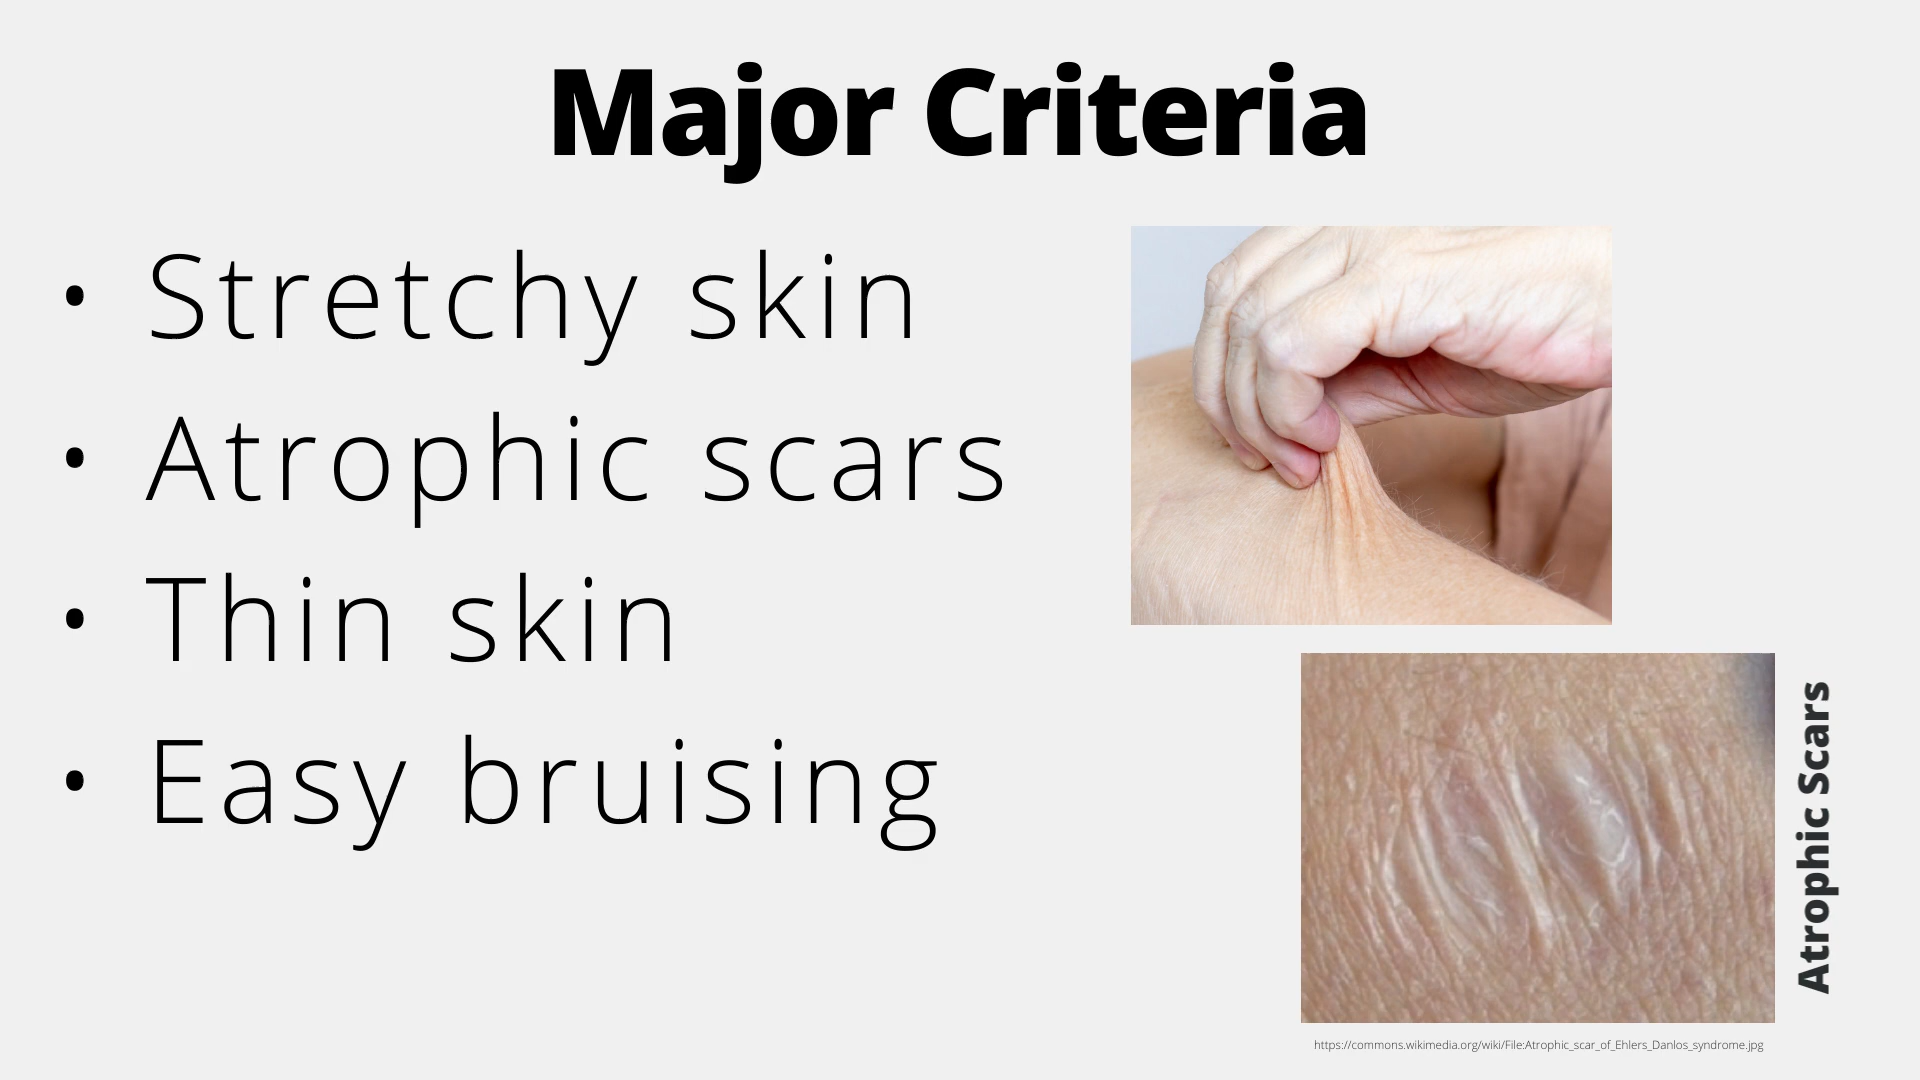 Major Criteria
• Stretchy skin
• Atrophic scars
• Thin skin
• Easy bruising
Atrophic Scars
https://commons.wikimedia.org/wiki/File:Atrophic_scar_of_Ehlers_Danlos_syndrome.jpg